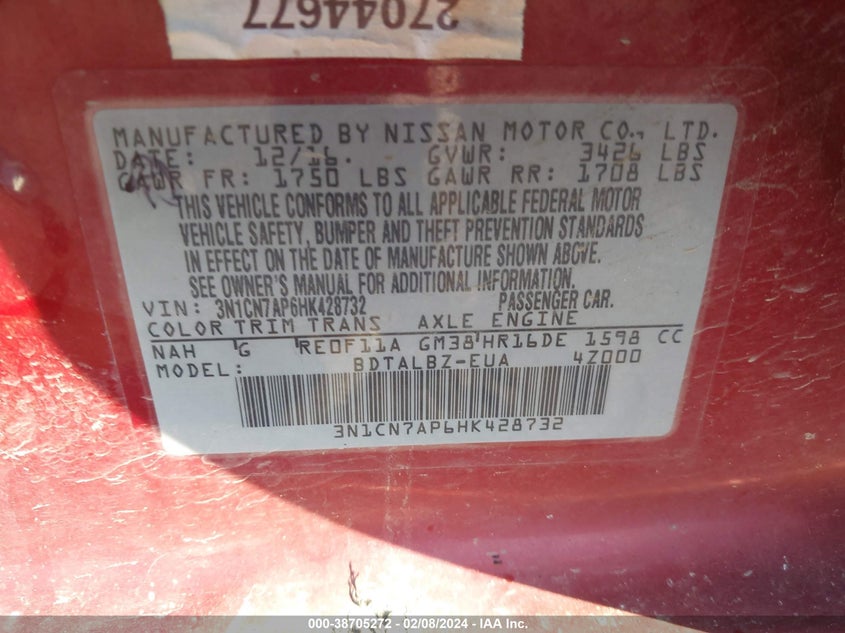 27044677
MANUFACTURED BY NISSAN MOTOR CO., LTD.
DATE: 12/16. GVWR: 3426 LBS
GAWR FR: 1750 LBS GAWR RR: 1708 LBS
THIS VEHICLE CONFORMS TO ALL APPLICABLE FEDERAL MOTOR
VEHICLE SAFETY, BUMPER AND THEFT PREVENTION STANDARDS
IN EFFECT ON THE DATE OF MANUFACTURE SHOWN ABOVE.
SEE OWNER'S MANUAL FOR ADDITIONAL INFORMATION.
VIN: 3N1CN7AP6HK428732 PASSENGER CAR.
COLOR TRIM TRANS AXLE ENGINE
NAH G RE0F11A GM38 HR16DE 1598 CC
MODEL: BDTALBZ-EUA 4Z000
3N1CN7AP6HK428732
000-38705272 - 02/08/2024 - IAA Inc.